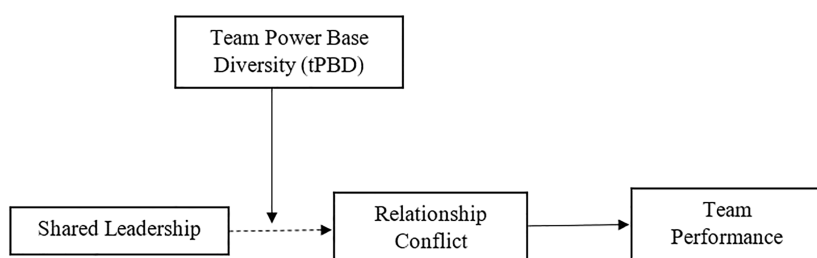 Team Power Base
Diversity (tPBD)
Shared Leadership
Relationship
Conflict
Team
Performance